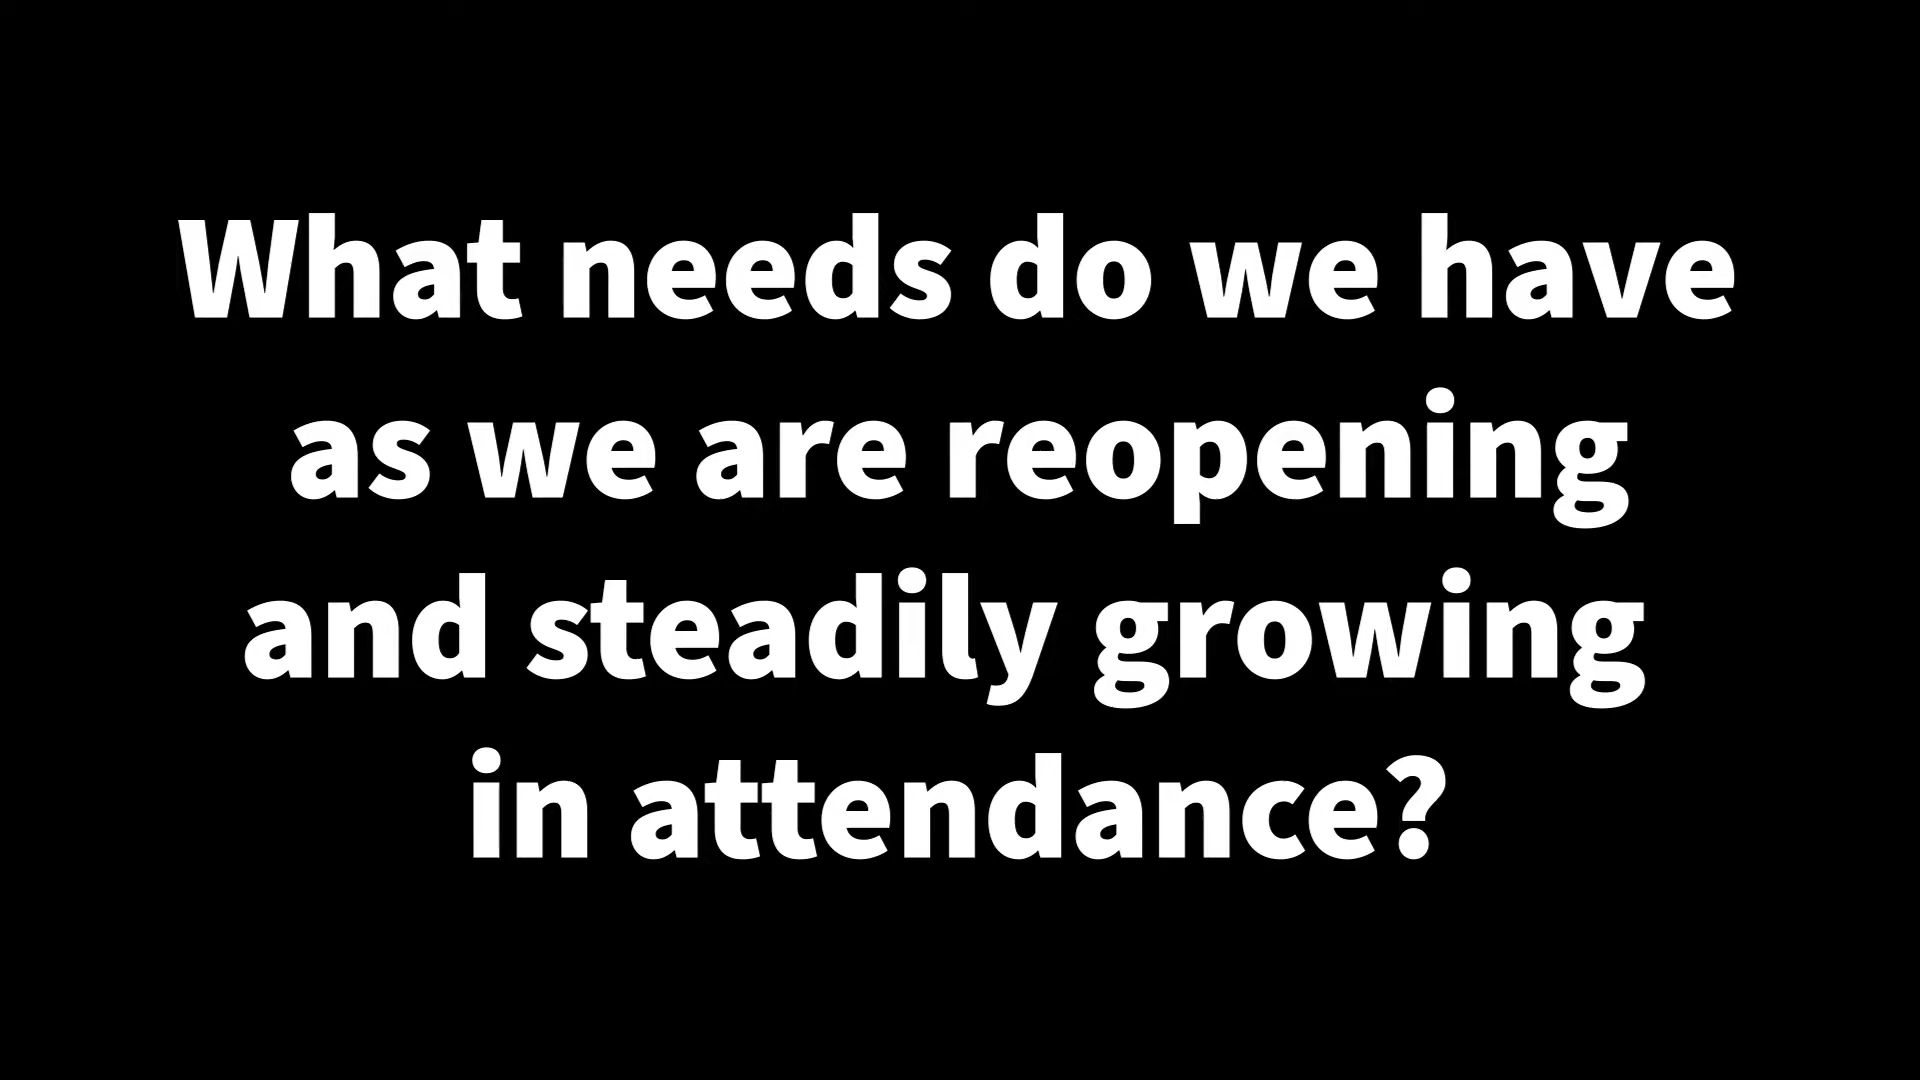 What needs do we have
as we are reopening
and steadily growing
in attendance?